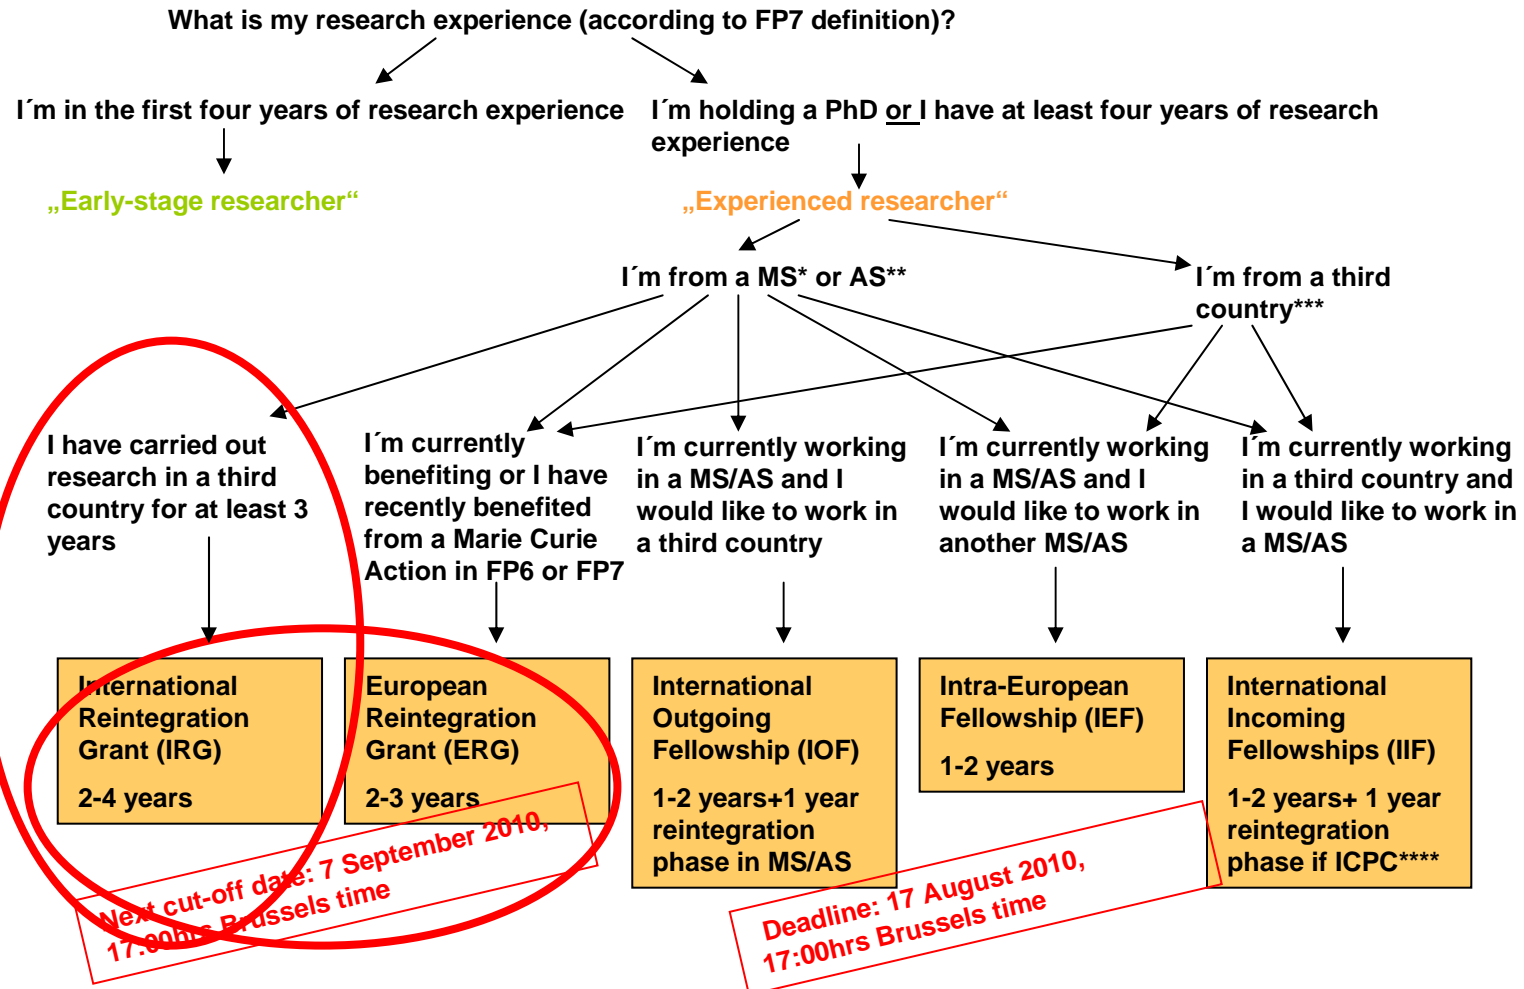 What is my research experience (according to FP7 definition)?
I´m in the first four years of research experience
I´m holding a PhD or I have at least four years of research
experience
„Early-stage researcher“
„Experienced researcher“
I´m from a MS* or AS**
I´m from a third
country***
I have carried out
research in a third
country for at least 3
years
I´m currently
benefiting or I have
recently benefited
from a Marie Curie
Action in FP6 or FP7
I´m currently working
in a MS/AS and I
would like to work in
a third country
I´m currently working
in a MS/AS and I
would like to work in
another MS/AS
I´m currently working
in a third country and
I would like to work in
a MS/AS
International
Reintegration
Grant (IRG)
2-4 years
European
Reintegration
Grant (ERG)
2-3 years
International
Outgoing
Fellowship (IOF)
1-2 years+1 year
reintegration
phase in MS/AS
Intra-European
Fellowship (IEF)
1-2 years
International
Incoming
Fellowships (IIF)
1-2 years+ 1 year
reintegration
phase if ICPC****
Next cut-off date: 7 September 2010,
17:00hrs Brussels time
Deadline: 17 August 2010,
17:00hrs Brussels time